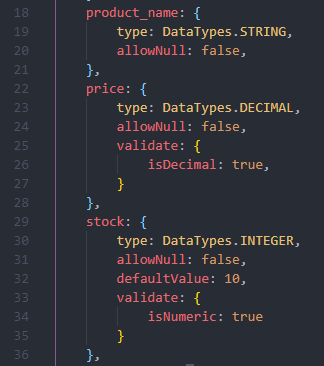 18 product_name: {
19 type: DataTypes.STRING,
20 allowNull: false,
21 },
22 price: {
23 type: DataTypes.DECIMAL,
24 allowNull: false,
25 validate: {
26 isDecimal: true,
27 }
28 },
29 stock: {
30 type: DataTypes.INTEGER,
31 allowNull: false,
32 defaultValue: 10,
33 validate: {
34 isNumeric: true
35 }
36 },